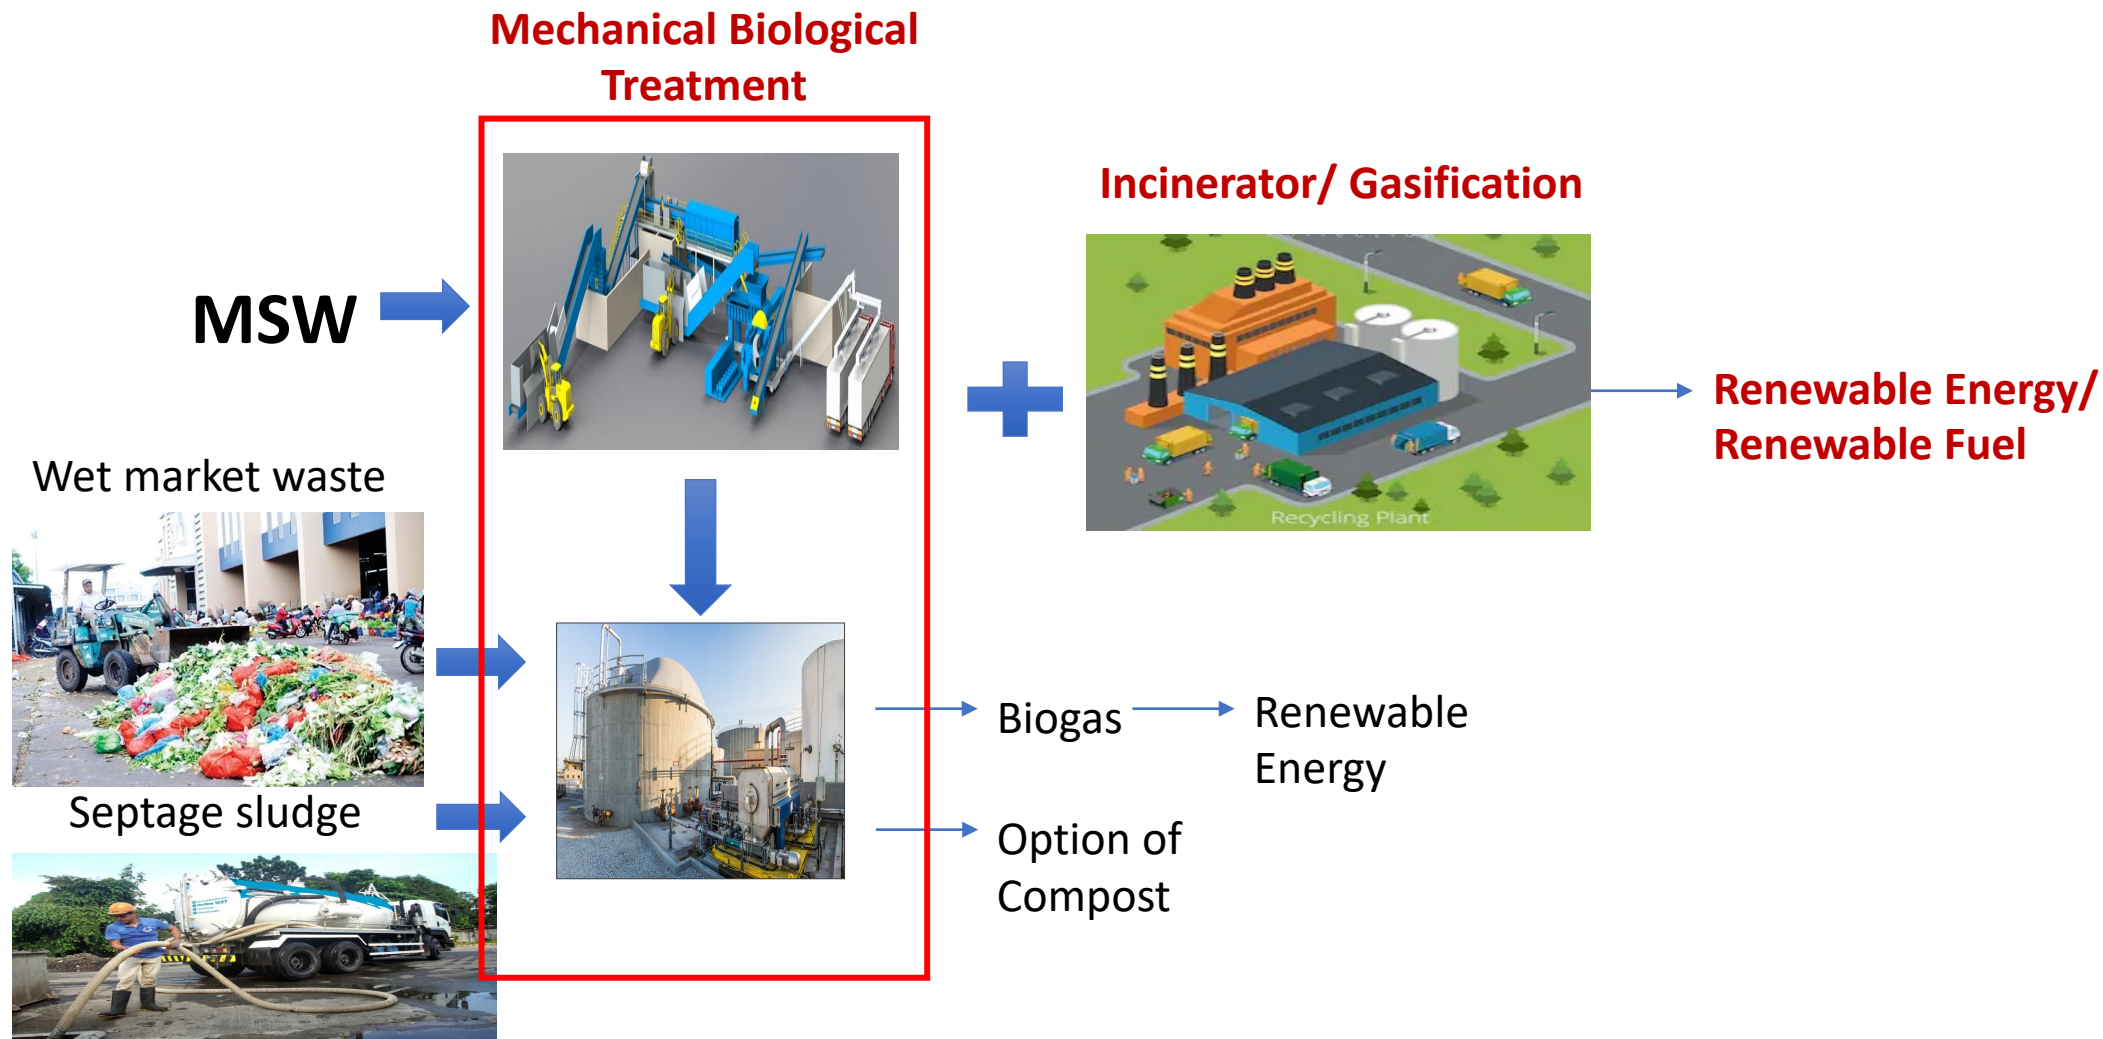 Mechanical Biological
Treatment
Incinerator/ Gasification
MSW
Renewable Energy/
Renewable Fuel
Wet market waste
Recycling Plant
Biogas
Renewable
Energy
Septage sludge
Option of
Compost